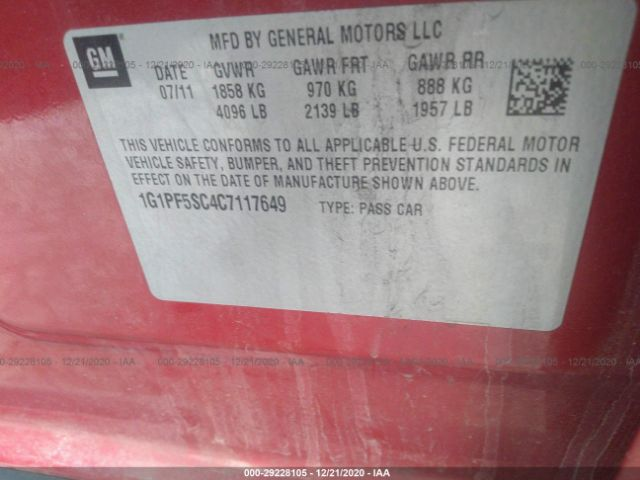 GM
MFD BY GENERAL MOTORS LLC
DATE GVWR GAWR FRT GAWR RR
07/11 1858 KG 970 KG 888 KG
4096 LB 2139 LB 1957 LB
THIS VEHICLE CONFORMS TO ALL APPLICABLE U.S. FEDERAL MOTOR
VEHICLE SAFETY, BUMPER, AND THEFT PREVENTION STANDARDS IN
EFFECT ON THE DATE OF MANUFACTURE SHOWN ABOVE.
1G1PF5SC4C7117649 TYPE: PASS CAR
000-29228105 - 12/21/2020 - IAA